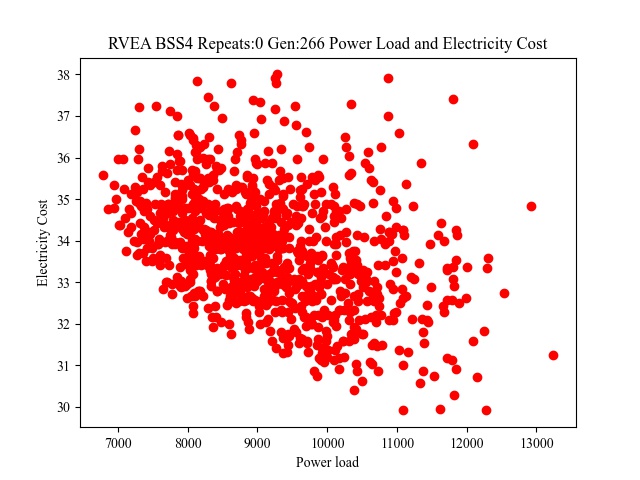 RVEA BSS4 Repeats:0 Gen:266 Power Load and Electricity Cost
38
37
36
35
34
33
32
31
30
Electricity Cost
7000 8000 9000 10000 11000 12000 13000
Power load